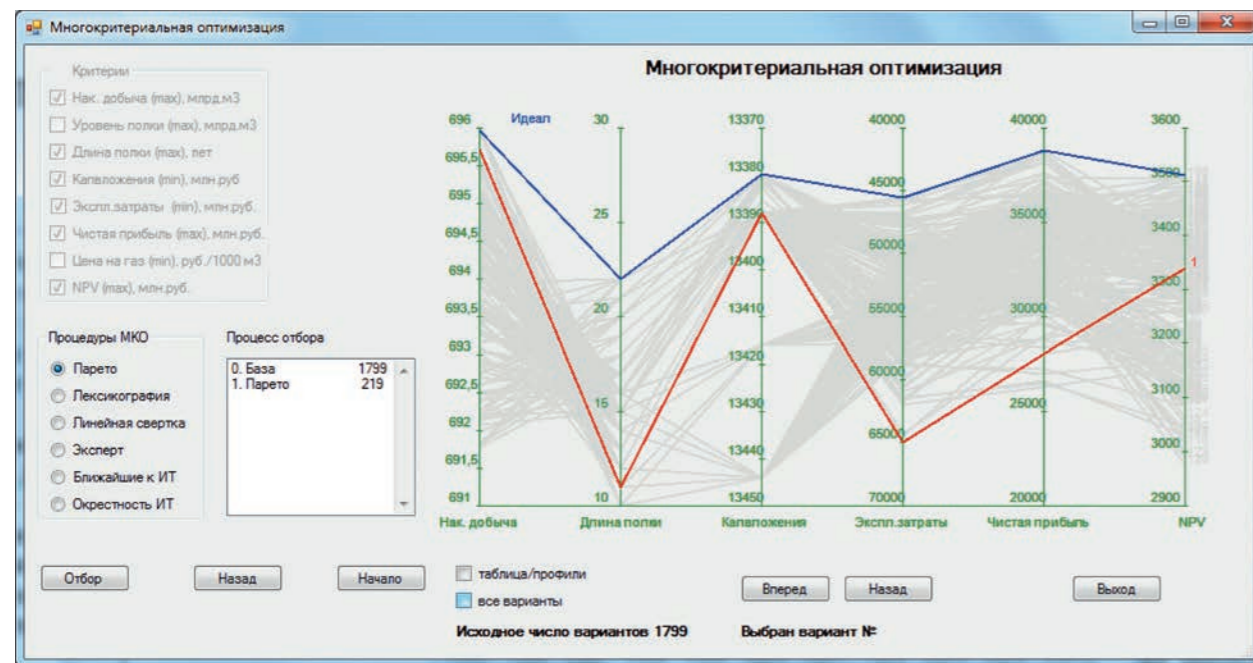 Многокритериальная оптимизация
Критерии
Нак. добыча (max), млрд.м3
Уровень полки (max), млрд.м3
Длина полки (max), лет
Капвложения (min), млн.руб
Экспл.затраты (min), млн.руб.
Чистая прибыль (max), млн.руб.
Цена на газ (min), руб./1000 м3
NPV (max), млн.руб.
Процедуры МКО
Парето
Лексикография
Линейная свертка
Эксперт
Ближайшие к ИТ
Окрестность ИТ
Процесс отбора
0. База 1799
1. Парето 219
Отбор Назад Начало
Многокритериальная оптимизация
Идеал
696
695,5
695
694,5
694
693,5
693
692,5
692
691,5
691
Нак. добыча
30
25
20
15
10
Длина полки
13370
13380
13390
13400
13410
13420
13430
13440
13450
Капвложения
40000
45000
50000
55000
60000
65000
70000
Экспл.затраты
40000
35000
30000
25000
20000
Чистая прибыль
3600
3500
3400
3300
3200
3100
3000
2900
NPV
1
таблица/профили
все варианты
Вперед Назад Выход
Исходное число вариантов 1799 Выбран вариант №